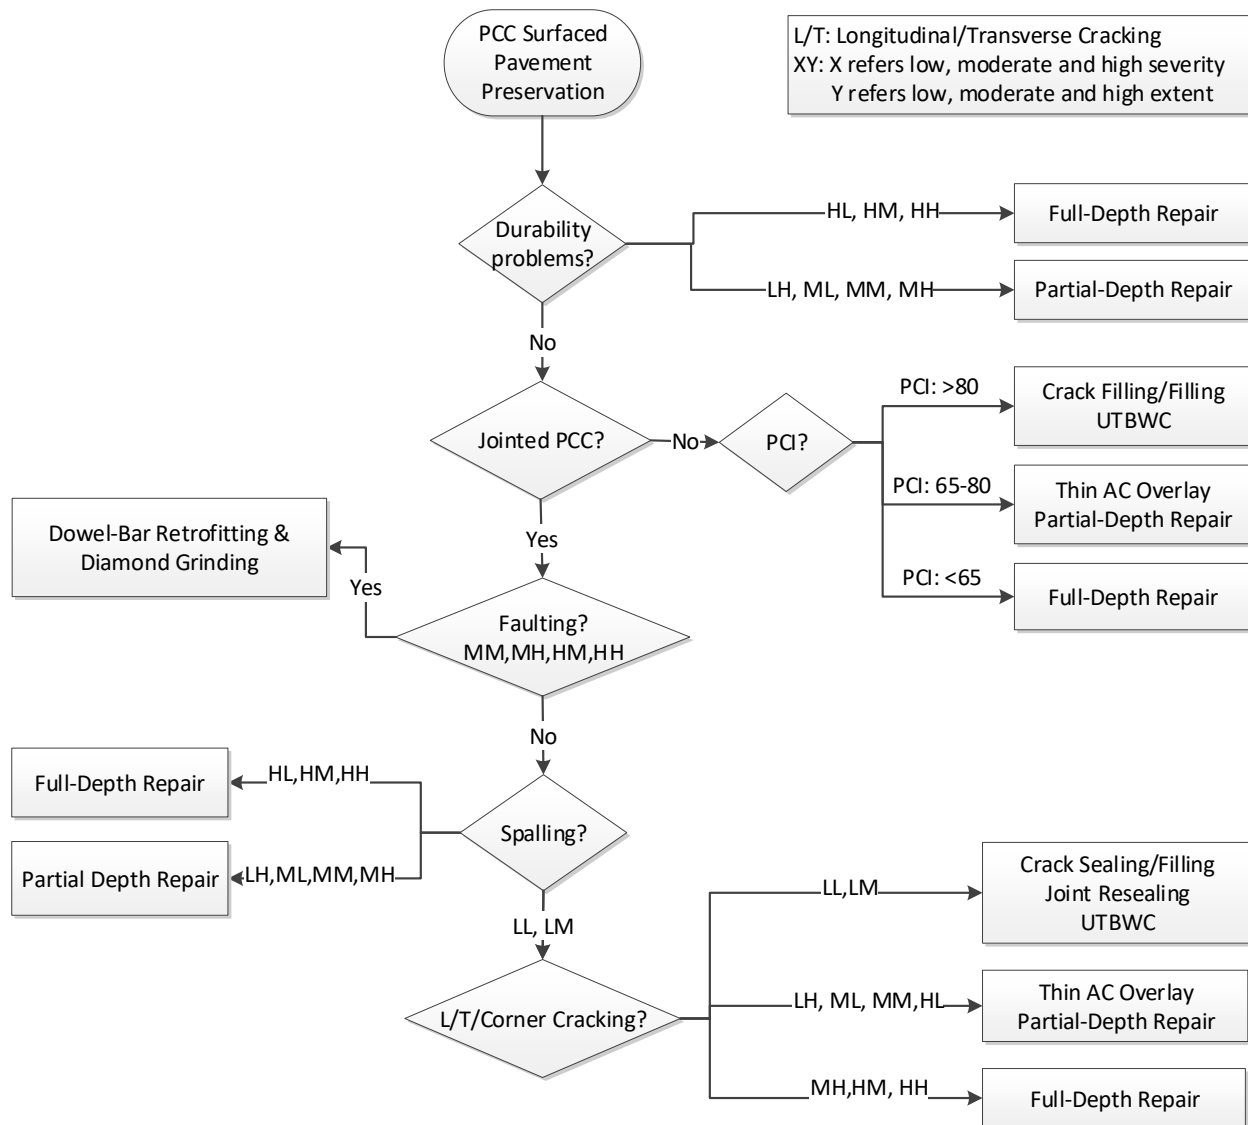 PCC Surfaced
Pavement
Preservation
L/T: Longitudinal/Transverse Cracking
XY: X refers low, moderate and high severity
Y refers low, moderate and high extent
Durability
problems?
HL, HM, HH
Full-Depth Repair
LH, ML, MM, MH
Partial-Depth Repair
No
Jointed PCC?
No
PCI?
PCI: >80
Crack Filling/Filling
UTBWC
PCI: 65-80
Thin AC Overlay
Partial-Depth Repair
PCI: <65
Full-Depth Repair
Yes
Dowel-Bar Retrofitting &
Diamond Grinding
Yes
Faulting?
MM,MH,HM,HH
No
Full-Depth Repair
HL,HM,HH
Spalling?
Partial Depth Repair
LH,ML,MM,MH
LL, LM
L/T/Corner Cracking?
LL,LM
Crack Sealing/Filling
Joint Resealing
UTBWC
LH, ML, MM,HL
Thin AC Overlay
Partial-Depth Repair
MH,HM, HH
Full-Depth Repair